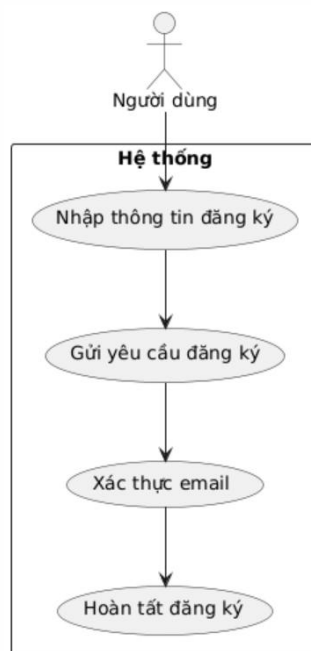 Người dùng
Hệ thống
Nhập thông tin đăng ký
Gửi yêu cầu đăng ký
Xác thực email
Hoàn tất đăng ký